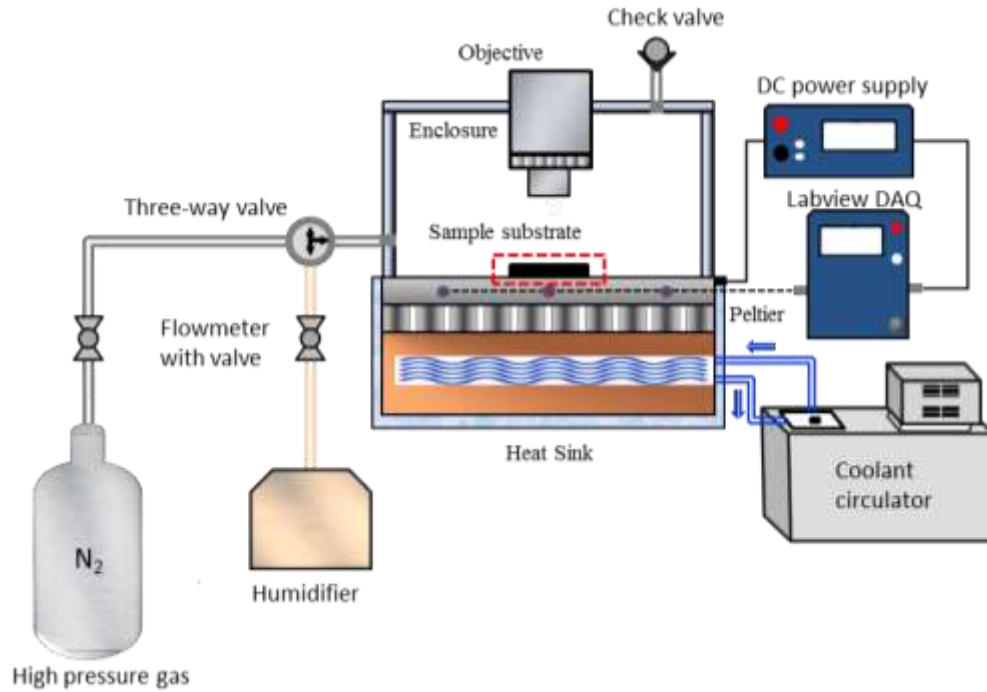 Check valve
Objective
DC power supply
Enclosure
Labview DAQ
Three-way valve
Sample substrate
Flowmeter
with valve
Peltier
Heat Sink
Coolant
circulator
N₂
Humidifier
High pressure gas